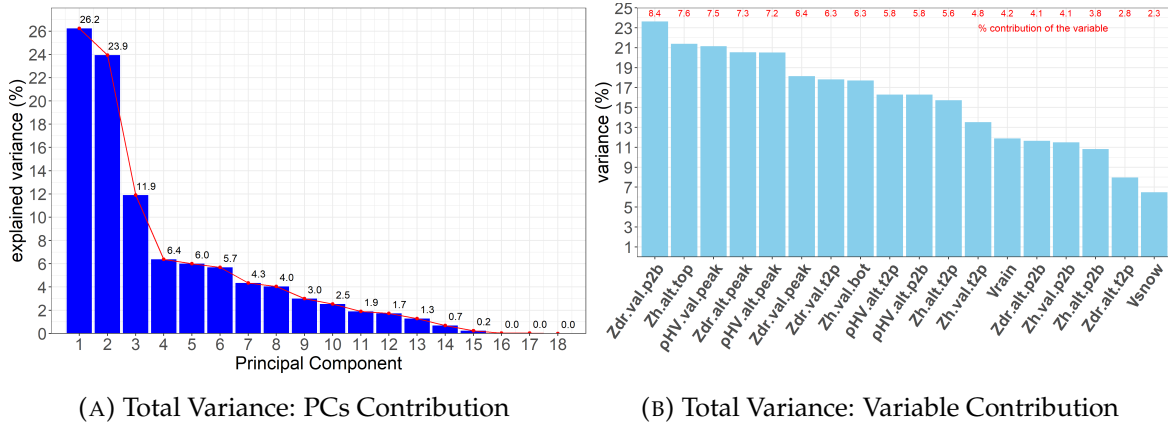 26.2
23.9
11.9
6.4
6.0
5.7
4.3
4.0
3.0
2.5
1.9
1.7
1.3
0.7
0.2
0.0
0.0
0.0
26
24
22
20
18
16
14
12
10
8
6
4
2
0
explained variance (%)
1 2 3 4 5 6 7 8 9 10 11 12 13 14 15 16 17 18
Principal Component
(A) Total Variance: PCs Contribution
8.4 7.6 7.5 7.3 7.2 6.4 6.3 6.3 5.8 5.8 5.6 4.8 4.2 4.1 4.1 3.8 2.8 2.3
% contribution of the variable
25
23
21
19
17
15
13
11
9
7
5
3
1
variance (%)
Zdr.val.p2b
Zh.alt.top
ρHV.val.peak
Zdr.alt.peak
ρHV.alt.peak
Zdr.val.peak
Zdr.val.t2p
Zh.val.bot
ρHV.alt.t2p
ρHV.alt.p2b
Zh.alt.t2p
Zh.val.t2p
Vrain
Zdr.alt.p2b
Zh.val.p2b
Zh.alt.p2b
Zdr.alt.t2p
Vsnow
(B) Total Variance: Variable Contribution